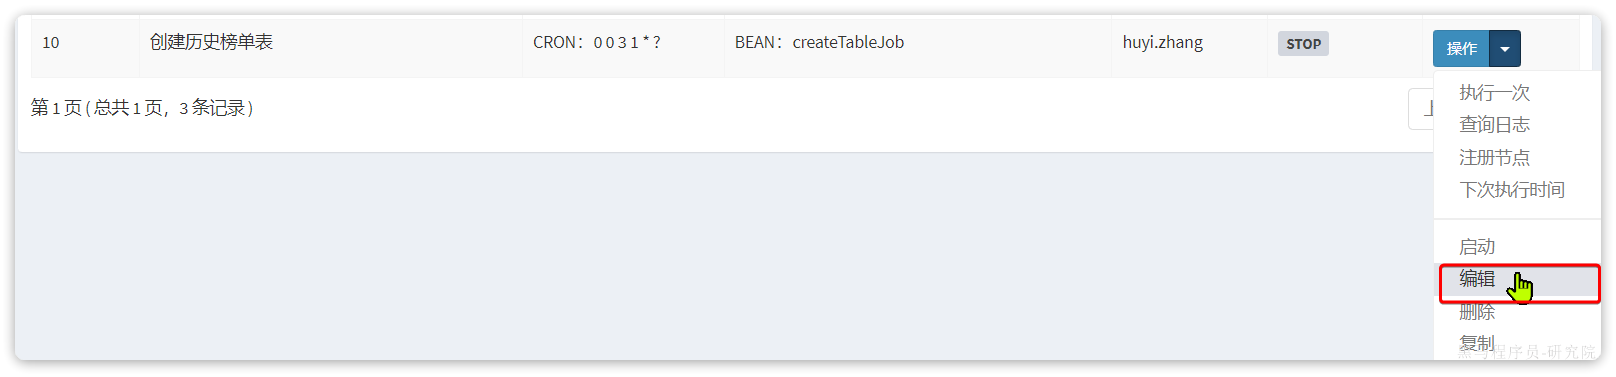 10 创建历史榜单表 CRON：0 0 3 1 * ? BEAN：createTableJob huyi.zhang STOP 操作
第 1 页 ( 总共 1 页，3 条记录 )
上
执行一次
查询日志
注册节点
下次执行时间
启动
编辑
删除
复制
黑马程序员-研究院